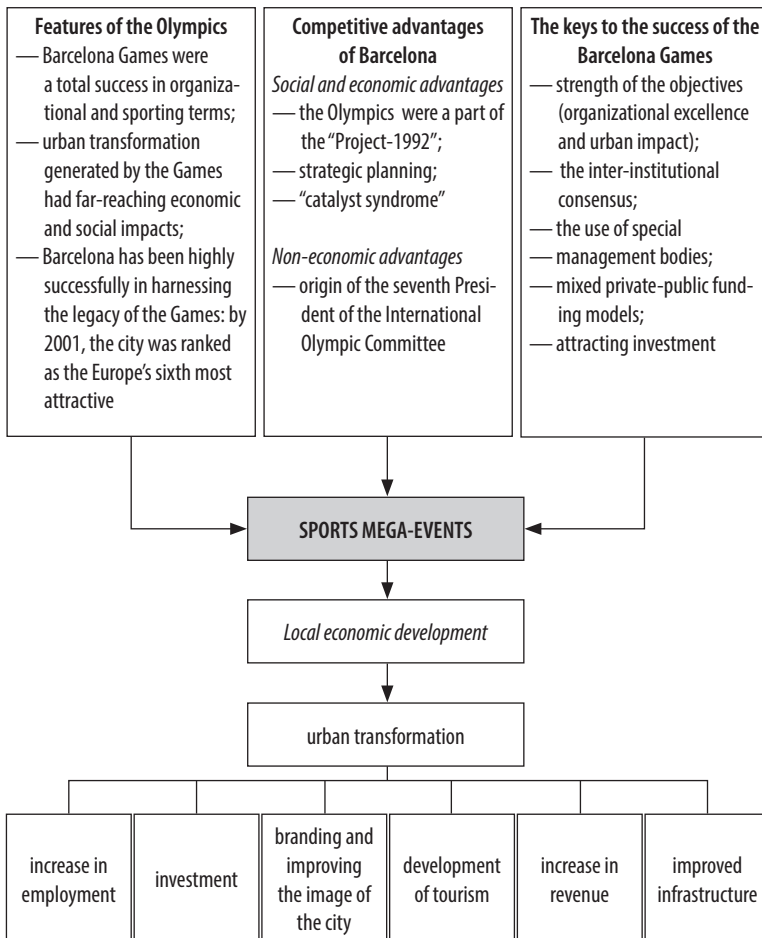 Features of the Olympics
— Barcelona Games were
a total success in organiza-
tional and sporting terms;
— urban transformation
generated by the Games
had far-reaching economic
and social impacts;
— Barcelona has been highly
successfully in harnessing
the legacy of the Games: by
2001, the city was ranked
as the Europe’s sixth most
attractive
Competitive advantages
of Barcelona
Social and economic advantages
— the Olympics were a part of
the “Project-1992”;
— strategic planning;
— “catalyst syndrome”
Non-economic advantages
— origin of the seventh Presi-
dent of the International
Olympic Committee
The keys to the success of the
Barcelona Games
— strength of the objectives
(organizational excellence
and urban impact);
— the inter-institutional
consensus;
— the use of special
— management bodies;
— mixed private-public fund-
ing models;
— attracting investment
SPORTS MEGA-EVENTS
Local economic development
urban transformation
increase in
employment
investment
branding and
improving
the image of
the city
development
of tourism
increase in
revenue
improved
infrastructure